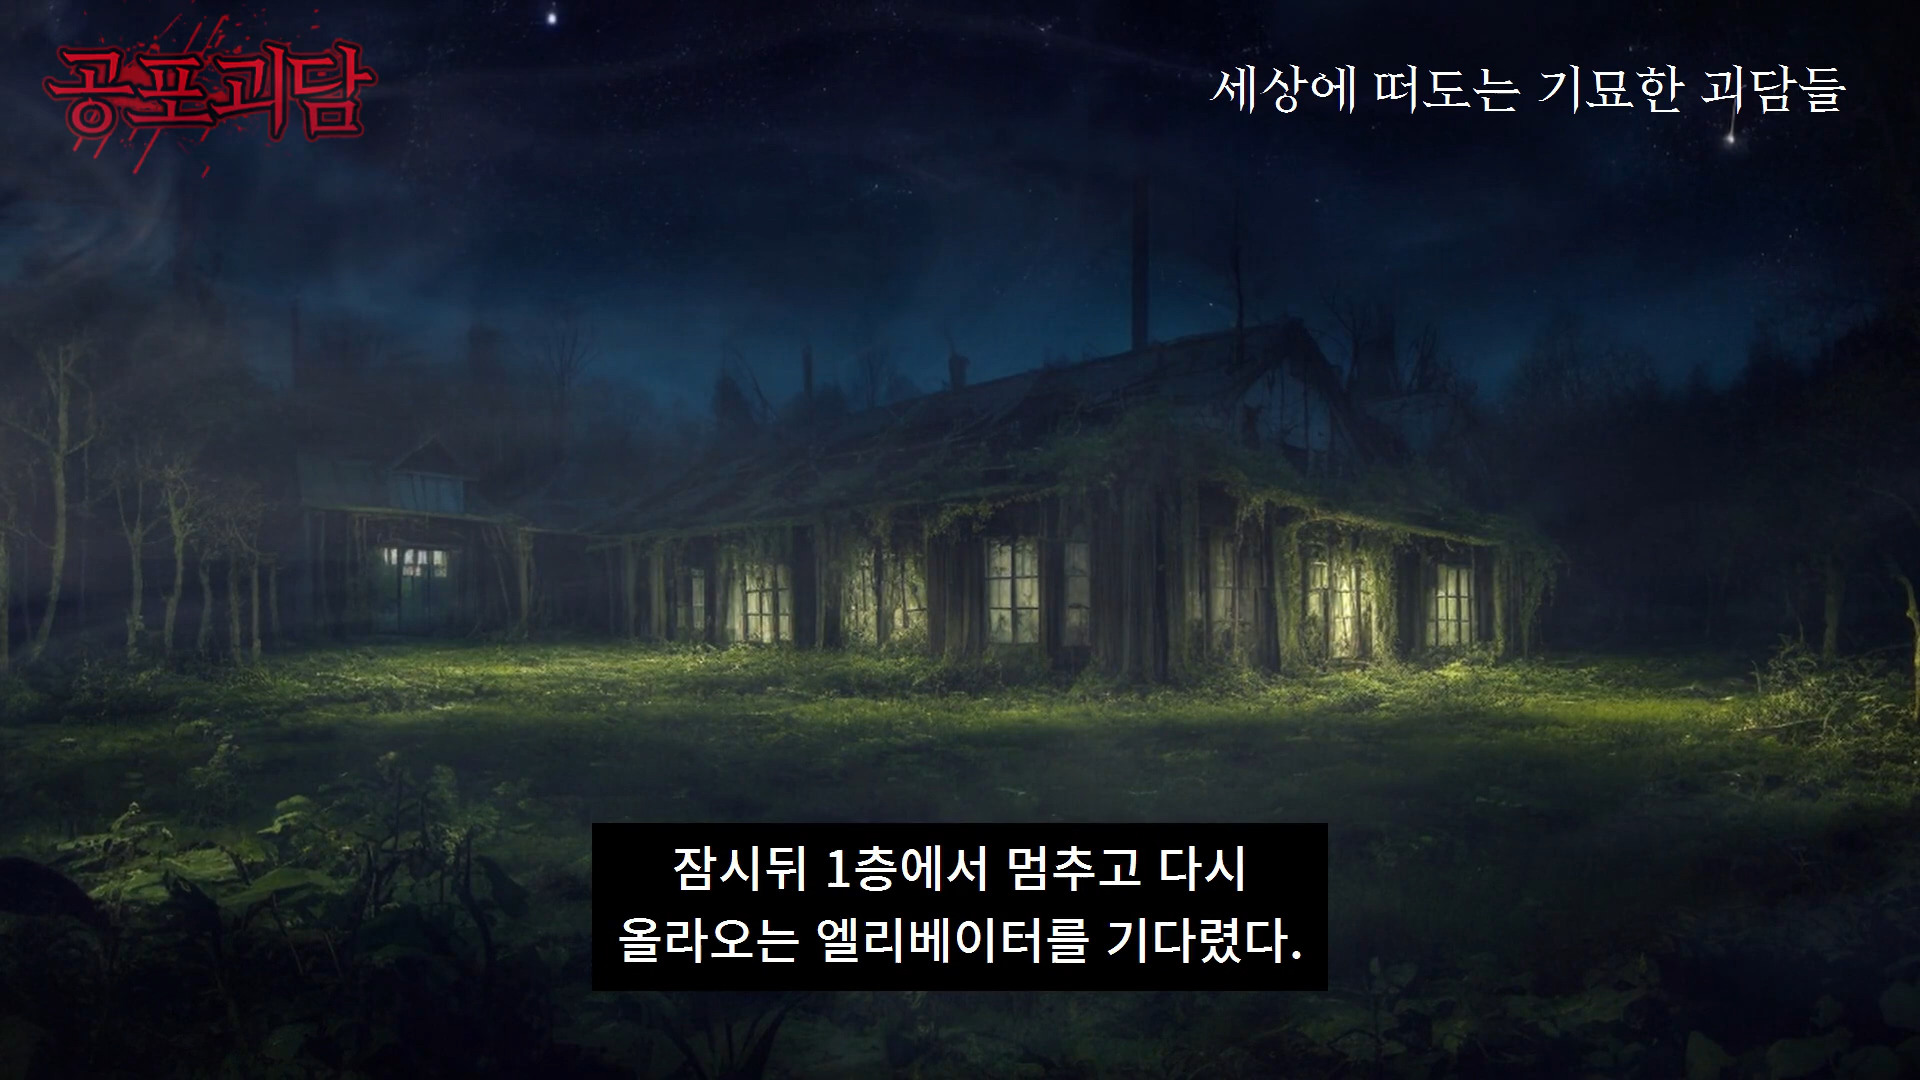 공포괴담
세상에 떠도는 기묘한 괴담들
잠시뒤 1층에서 멈추고 다시
올라오는 엘리베이터를 기다렸다.